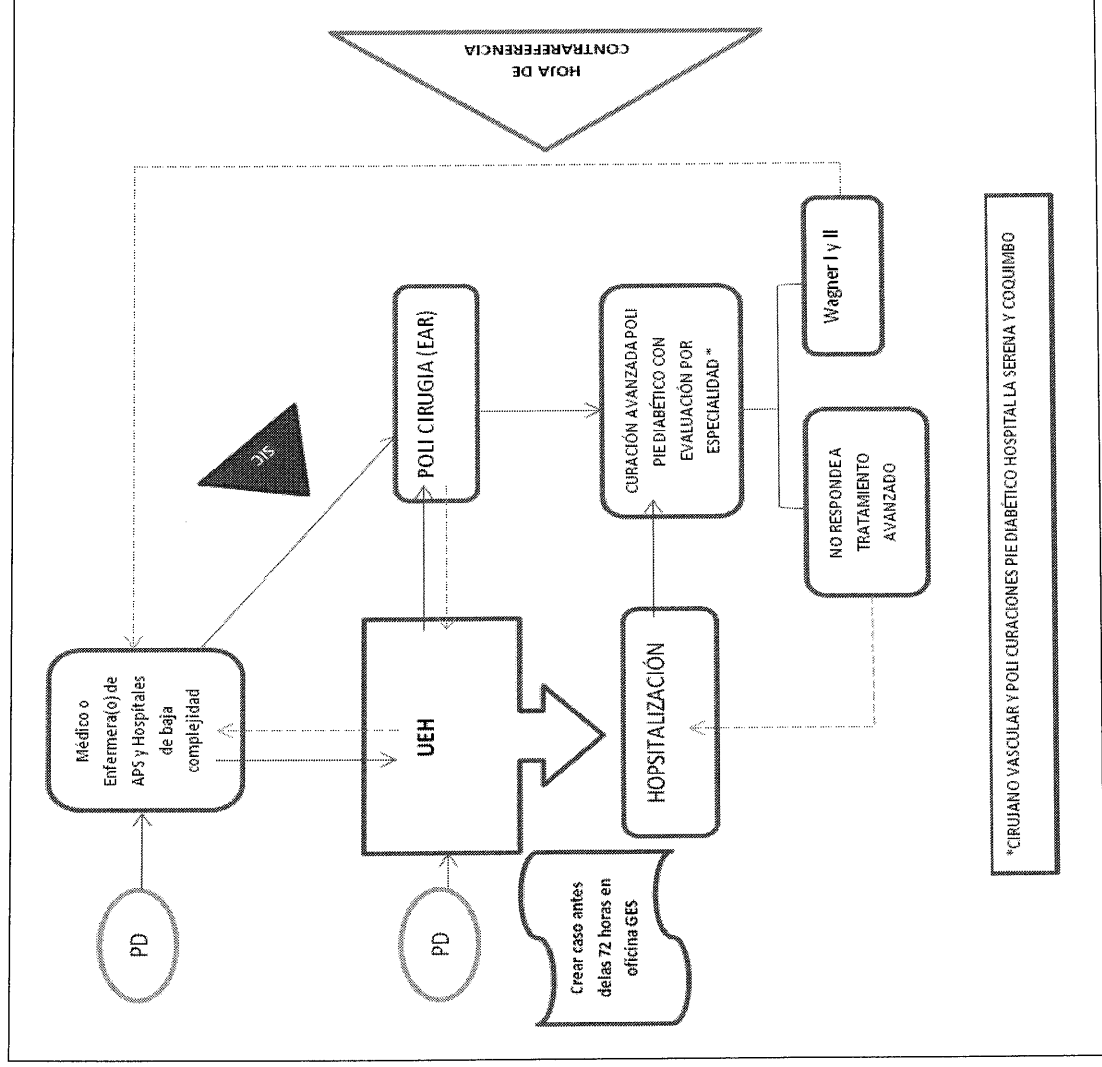 HOJA DE
CONTRAREFERENCIA
Médico o
Enfermera(o) de
APS y Hospitales
de baja
complejidad
SIC
PD
UEH
POLI CIRUGIA (EAR)
PD
Crear caso antes
delas 72 horas en
oficina GES
HOPSITALIZACIÓN
CURACIÓN AVANZADA POLI
PIE DIABÉTICO CON
EVALUACIÓN POR
ESPECIALIDAD *
NO RESPONDE A
TRATAMIENTO
AVANZADO
Wagner I y II
*CIRUJANO VASCULAR Y POLI CURACIONES PIE DIABÉTICO HOSPITAL LA SERENA Y COQUIMBO